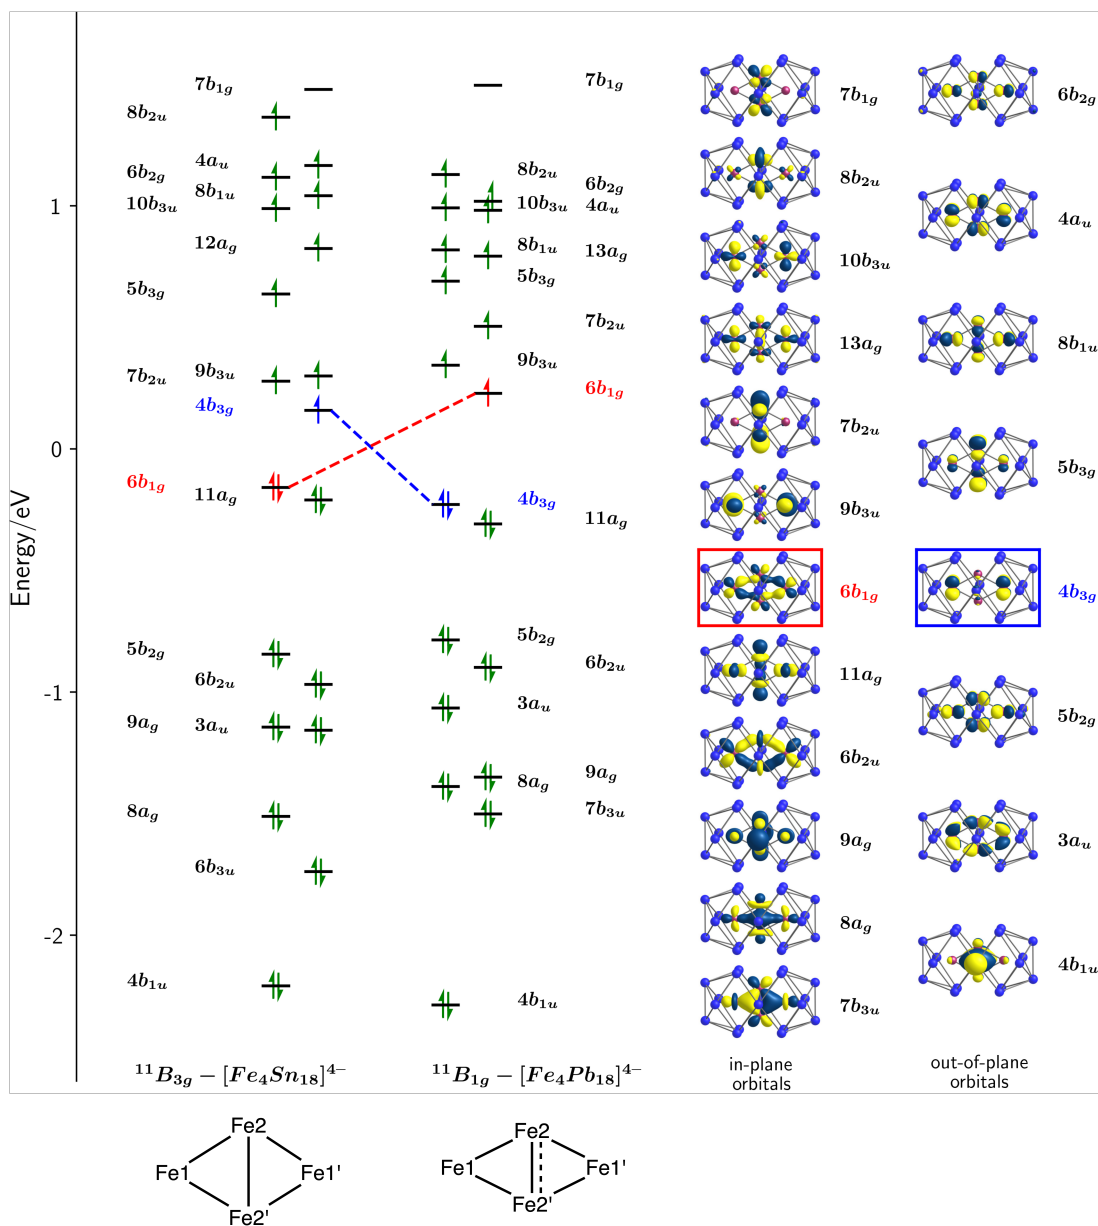 Energy/eV
1
0
-1
-2
7b1g
8b2u
4au
6b2g
8b1u
10b3u
12ag
5b3g
9b3u
7b2u
4b3g
6b1g
11ag
5b2g
6b2u
9ag
3au
8ag
6b3u
4b1u
7b1g
8b2u
6b2g
10b3u
4au
8b1u
13ag
5b3g
7b2u
9b3u
6b1g
4b3g
11ag
5b2g
6b2u
3au
9ag
8ag
7b3u
4b1u
7b1g
8b2u
10b3u
13ag
7b2u
9b3u
6b1g
11ag
6b2u
9ag
8ag
7b3u
6b2g
4au
8b1u
5b3g
4b3g
5b2g
3au
4b1u
11B3g − [Fe4Sn18]4−
11B1g − [Fe4Pb18]4−
in-plane
orbitals
out-of-plane
orbitals
Fe2
Fe1 Fe1'
Fe2'
Fe2
Fe1 Fe1'
Fe2'